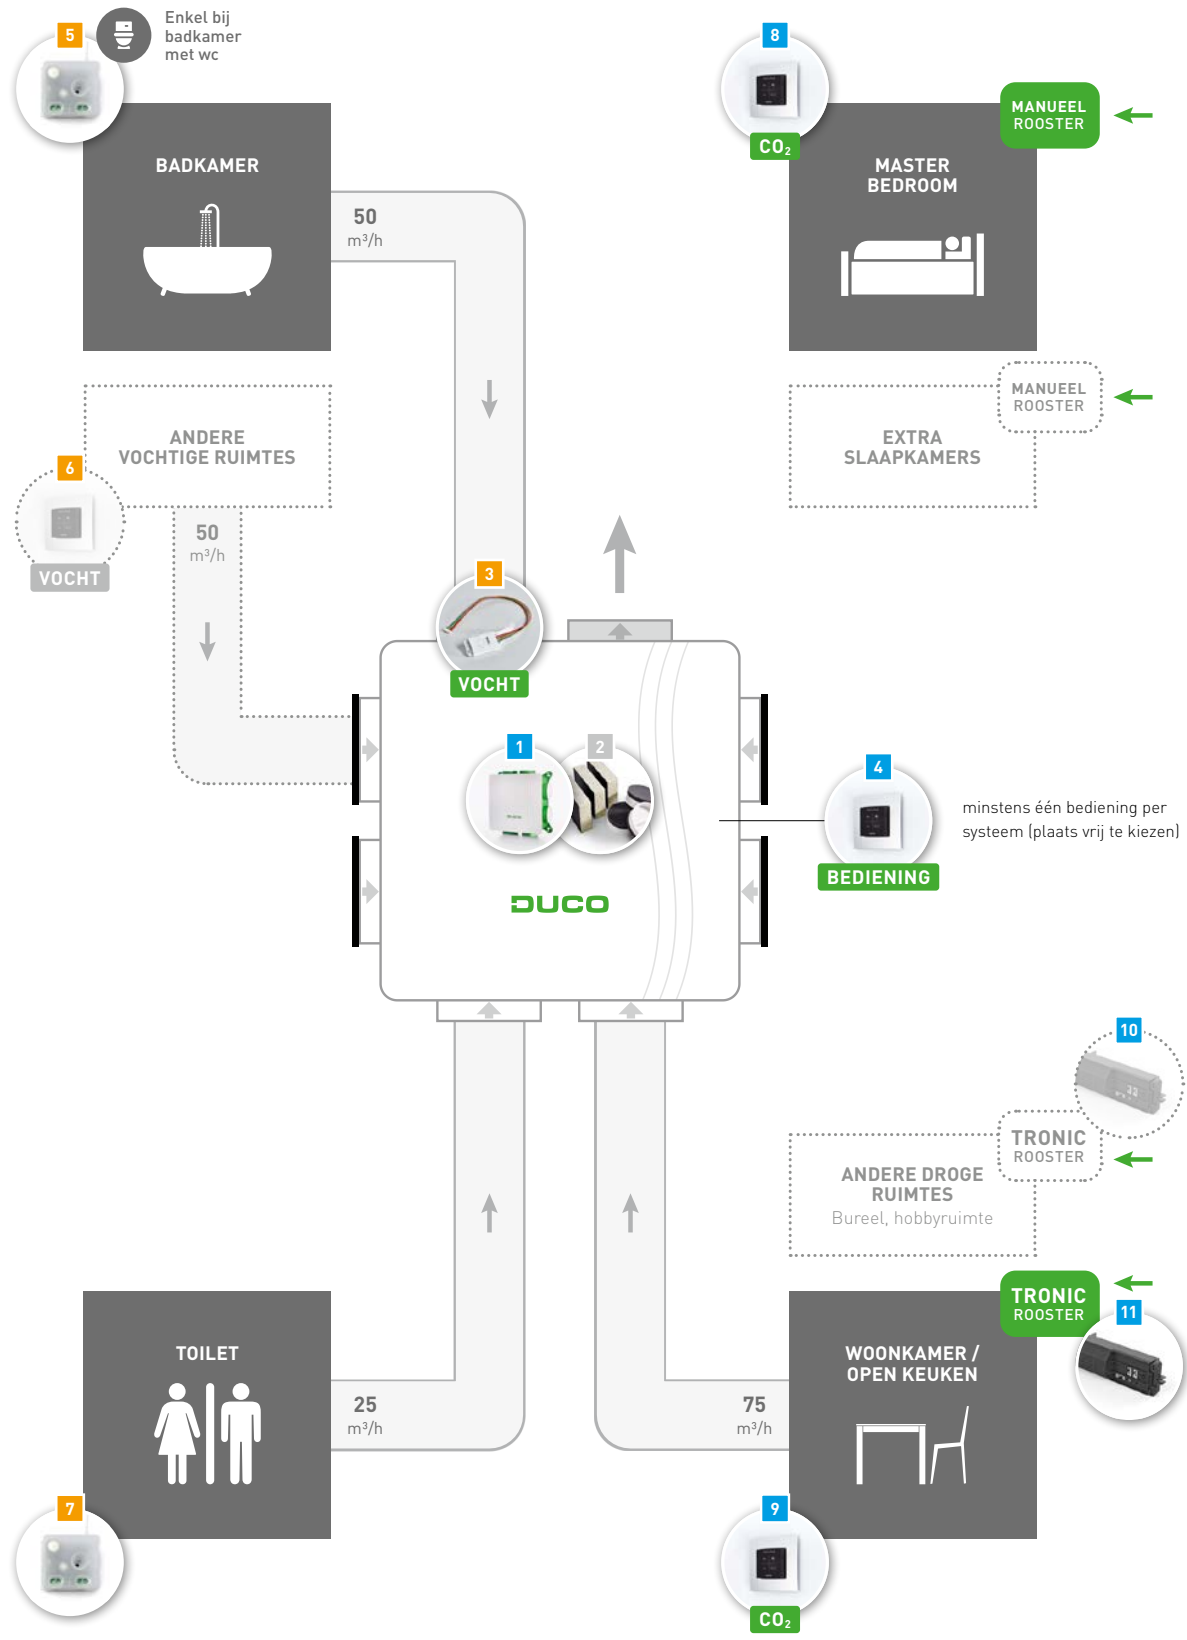 5
Enkel bij
badkamer
met wc
8
MANUEEL
ROOSTER
CO₂
BADKAMER
MASTER
BEDROOM
50
m³/h
MANUEEL
ROOSTER
ANDERE
VOCHTIGE RUIMTES
EXTRA
SLAAPKAMERS
6
50
m³/h
VOCHT
3
VOCHT
1
2
4
minstens één bediening per
systeem (plaats vrij te kiezen)
BEDIENING
DUCO
10
TRONIC
ROOSTER
ANDERE DROGE
RUIMTES
Bureel, hobbyruimte
TRONIC
ROOSTER
11
TOILET
WOONKAMER /
OPEN KEUKEN
25
m³/h
75
m³/h
7
9
CO₂